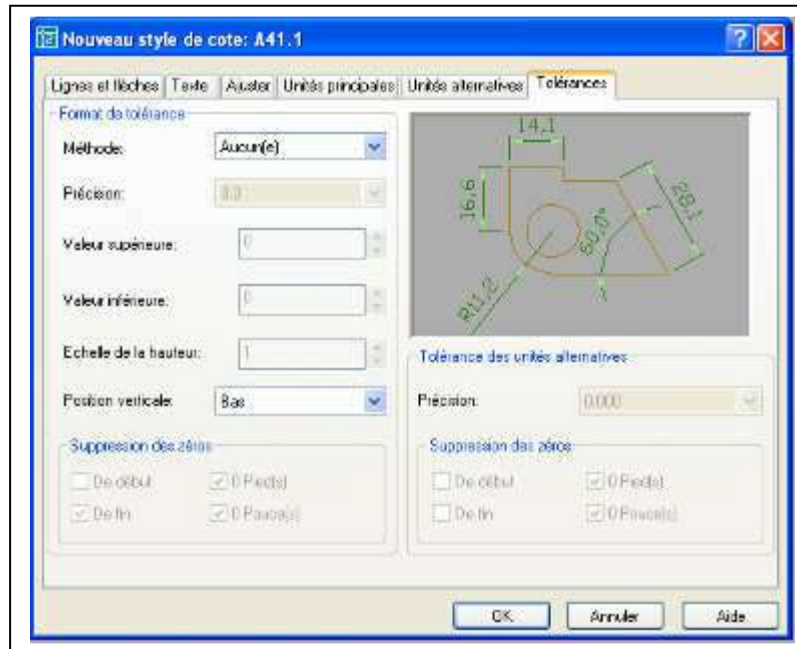 Nouveau style de cote: A41.1
Lignes et flèches Texte Ajuster Unités principales Unités alternatives Tolérances
Format de tolérance
Méthode: Aucun(e)
Précision: 0.0
Valeur supérieure: 0
Valeur inférieure: 0
Echelle de la hauteur: 1
Position verticale: Bas
Suppression des zéros
De début 0 Pied(s)
De fin 0 Pouce(s)
14,1
16,6
28,1
60,0°
R11,2
Tolérance des unités alternatives
Précision: 0.000
Suppression des zéros
De début 0 Pied(s)
De fin 0 Pouce(s)
OK Annuler Aide